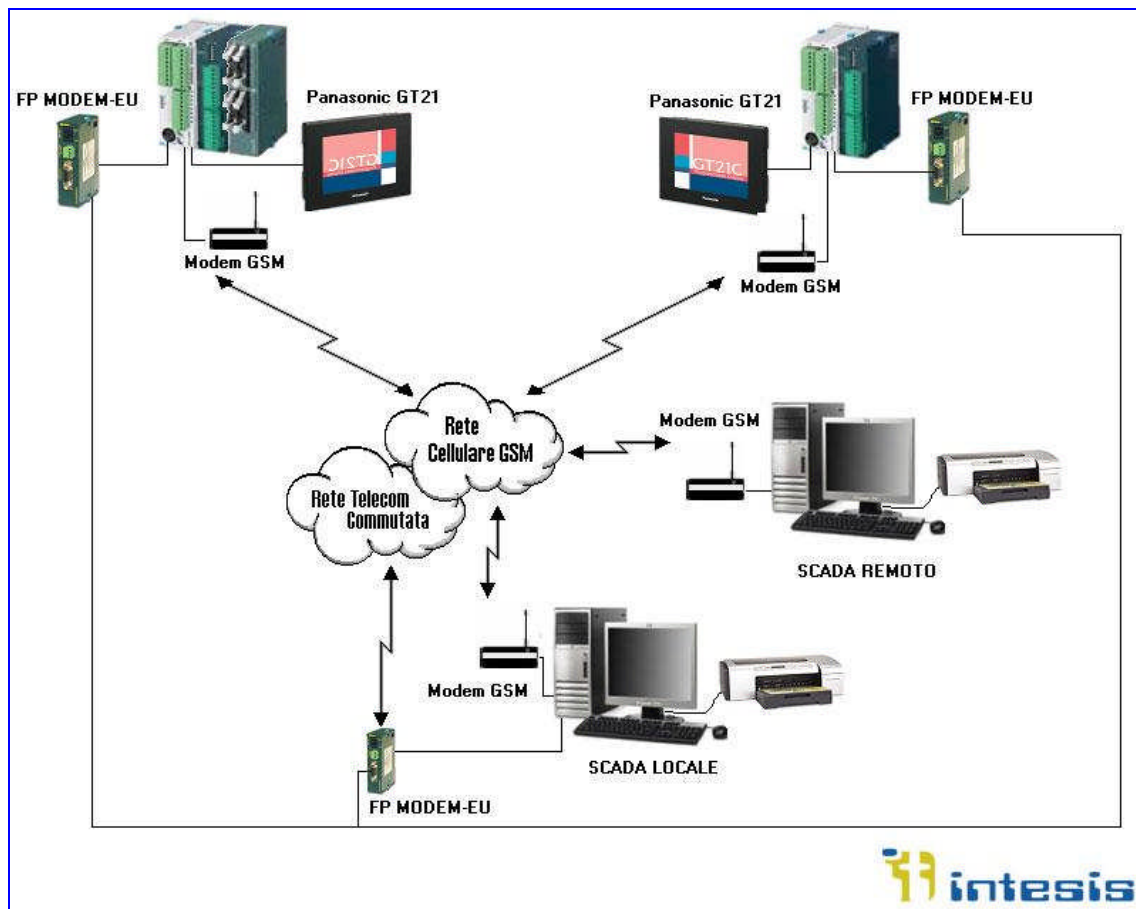 FP MODEM-EU
Panasonic GT21
Panasonic GT21
FP MODEM-EU
GT21C
GT21C
Modem GSM
Modem GSM
Rete
Cellulare GSM
Modem GSM
Rete Telecom
Commutata
SCADA REMOTO
Modem GSM
SCADA LOCALE
FP MODEM-EU
intesis